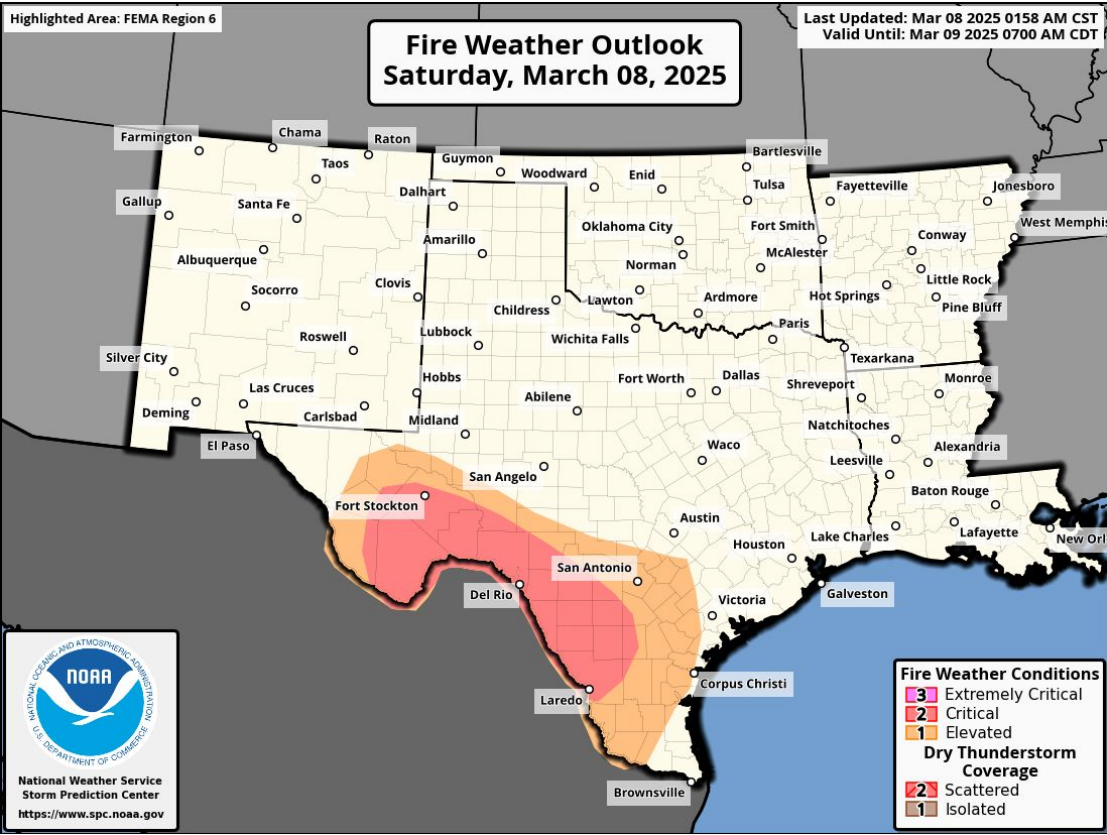 Highlighted Area: FEMA Region 6
Fire Weather Outlook
Saturday, March 08, 2025
Last Updated: Mar 08 2025 0158 AM CST
Valid Until: Mar 09 2025 0700 AM CDT
Farmington
Chama
Raton
Taos
Guymon
Woodward
Enid
Bartlesville
Tulsa
Fayetteville
Jonesboro
Gallup
Santa Fe
Dalhart
Oklahoma City
Fort Smith
West Memphis
Albuquerque
Amarillo
Norman
McAlester
Conway
Socorro
Clovis
Childress
Lawton
Ardmore
Hot Springs
Little Rock
Pine Bluff
Roswell
Lubbock
Wichita Falls
Paris
Texarkana
Silver City
Las Cruces
Hobbs
Abilene
Fort Worth
Dallas
Shreveport
Monroe
Deming
Carlsbad
Midland
Natchitoches
El Paso
San Angelo
Waco
Leesville
Alexandria
Fort Stockton
Austin
Baton Rouge
Houston
Lake Charles
Lafayette
New Orl
San Antonio
Del Rio
Victoria
Galveston
Laredo
Corpus Christi
Brownsville
NATIONAL OCEANIC AND ATMOSPHERIC ADMINISTRATION
NOAA
U.S. DEPARTMENT OF COMMERCE
National Weather Service
Storm Prediction Center
https://www.spc.noaa.gov
Fire Weather Conditions
3 Extremely Critical
2 Critical
1 Elevated
Dry Thunderstorm
Coverage
2 Scattered
1 Isolated